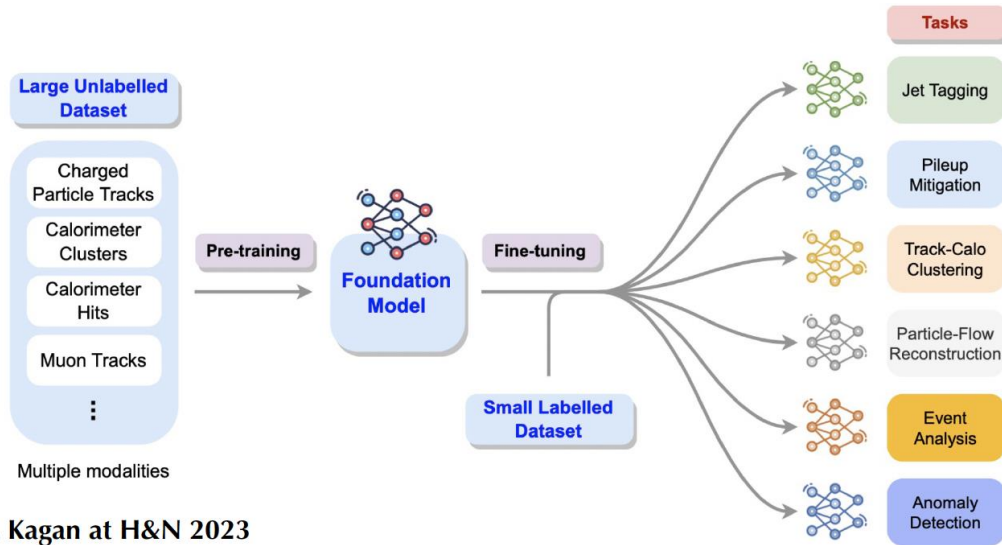 Large Unlabelled
Dataset
Charged
Particle Tracks
Calorimeter
Clusters
Calorimeter
Hits
Muon Tracks
⋮
Multiple modalities
Pre-training
Foundation
Model
Fine-tuning
Small Labelled
Dataset
Tasks
Jet Tagging
Pileup
Mitigation
Track-Calo
Clustering
Particle-Flow
Reconstruction
Event
Analysis
Anomaly
Detection
Kagan at H&N 2023